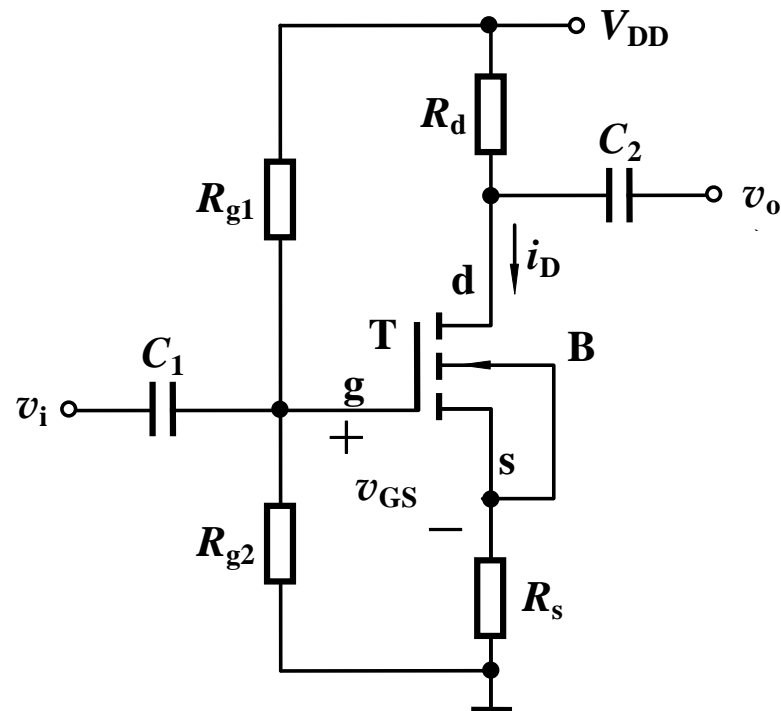 V_DD
R_d
C_2
R_g1
v_o
i_D
d
T
B
C_1
g
v_i
+
s
v_GS
−
R_g2
R_s